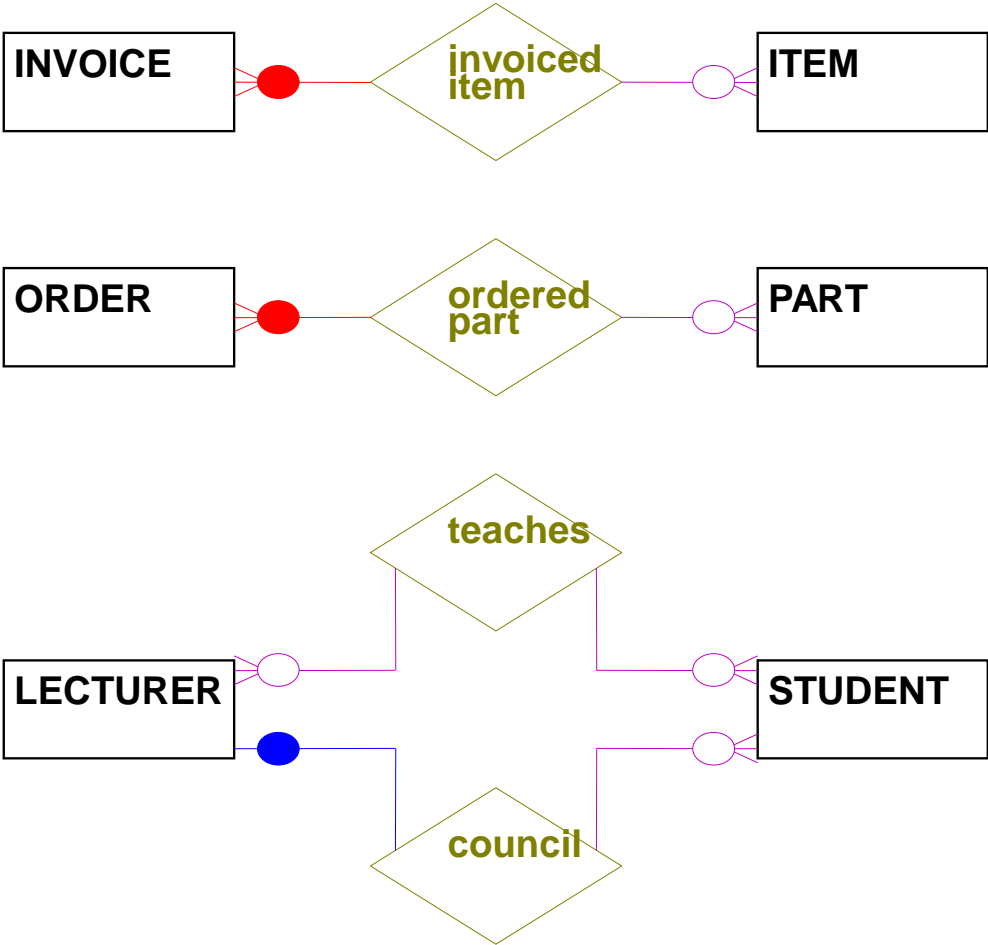 INVOICE
invoiced
item
ITEM
ORDER
ordered
part
PART
teaches
LECTURER
STUDENT
council